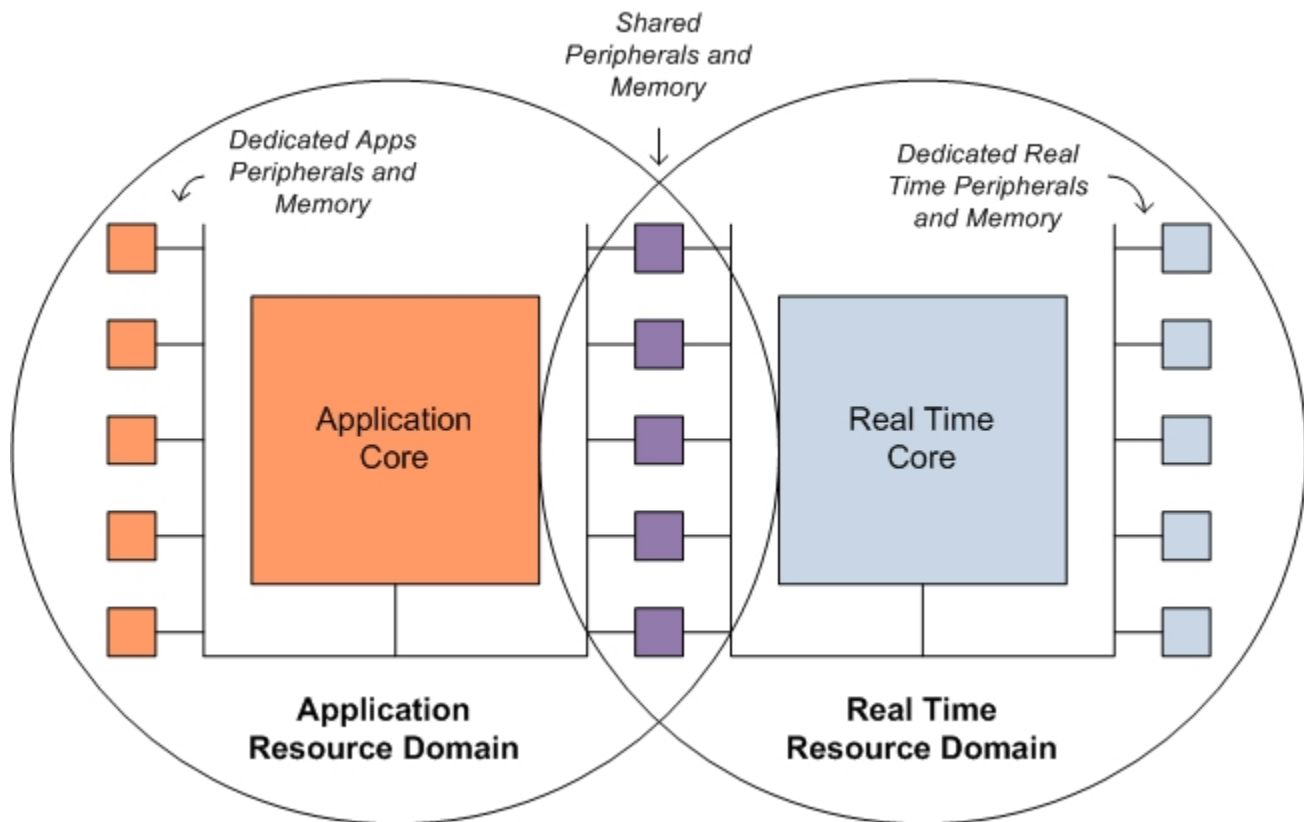 Shared
Peripherals and
Memory
Dedicated Apps
Peripherals and
Memory
Dedicated Real
Time Peripherals
and Memory
Application
Core
Real Time
Core
Application
Resource Domain
Real Time
Resource Domain